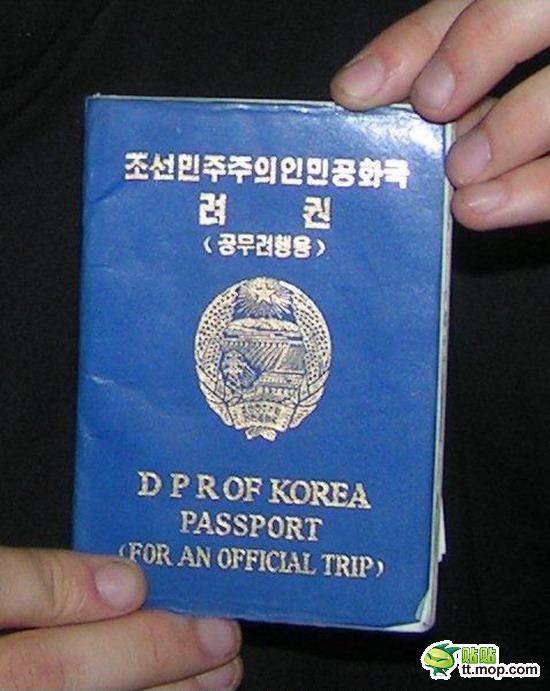 조선민주주의인민공화국
려 권
(공무려행용)
D P R OF KOREA
PASSPORT
(FOR AN OFFICIAL TRIP)
贴贴
tt.mop.com